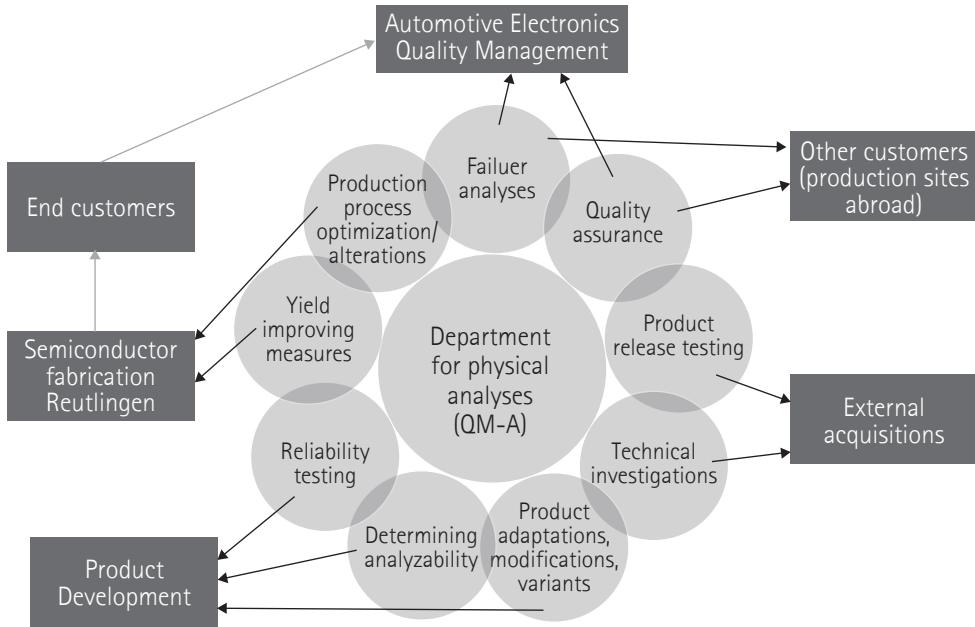 Automotive Electronics
Quality Management
Failuer
analyses
Other customers
(production sites
abroad)
Production
process
optimization/
alterations
End customers
Quality
assurance
Yield
improving
measures
Product
release testing
Semiconductor
fabrication
Reutlingen
Department
for physical
analyses
(QM-A)
External
acquisitions
Reliability
testing
Technical
investigations
Determining
analyzability
Product
adaptations,
modifications,
variants
Product
Development